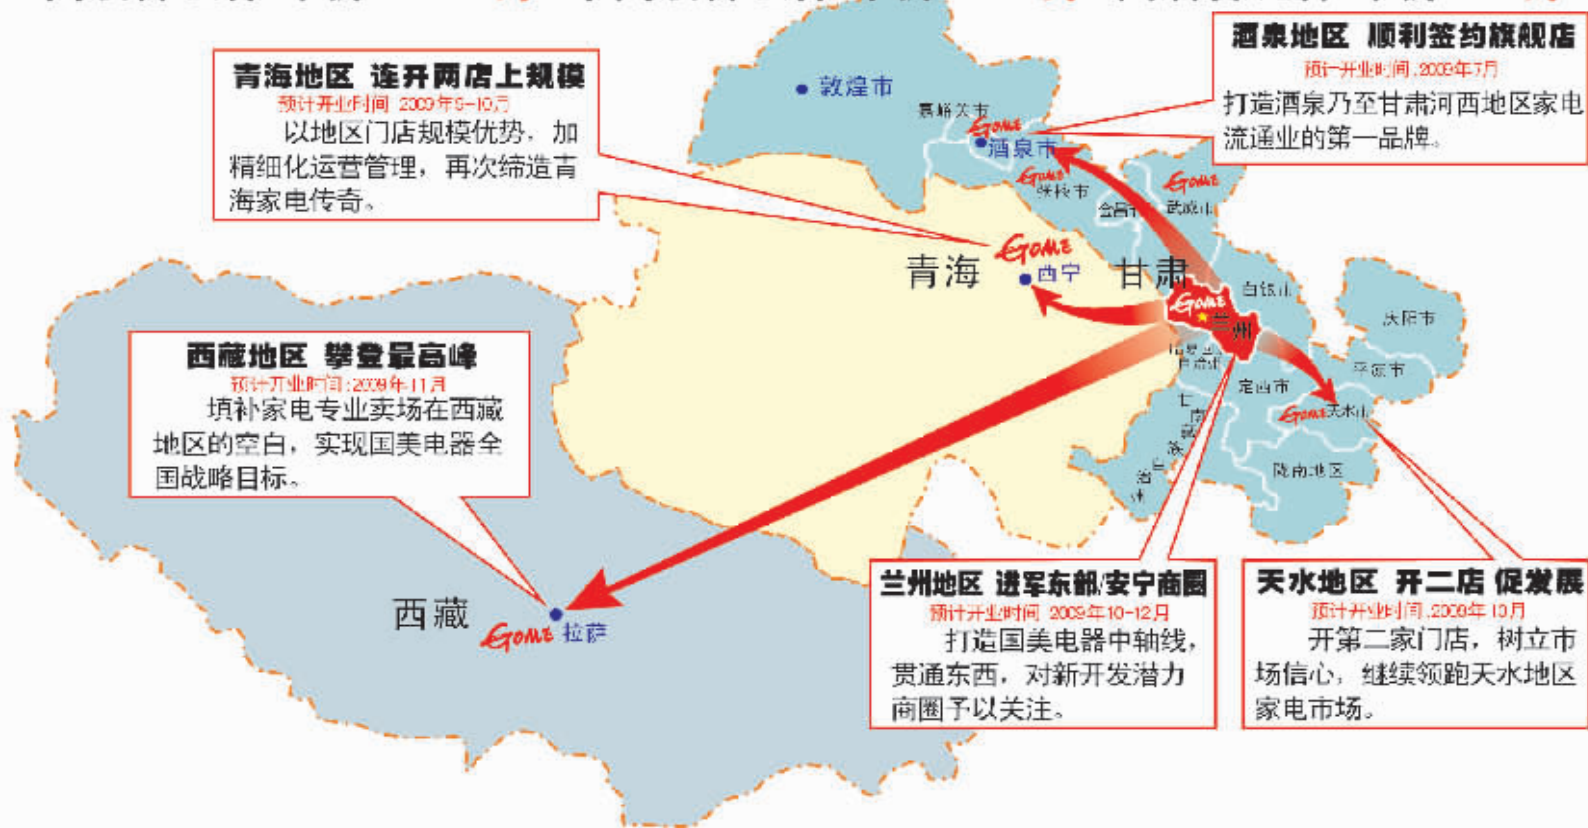 青海地区 连开两店上规模
预计开业时间 2009年9-10月
以地区门店规模优势，加
精细化运营管理，再次缔造青
海家电传奇。
酒泉地区 顺利签约旗舰店
预计开业时间:2009年7月
打造酒泉乃至甘肃河西地区家电
流通业的第一品牌。
敦煌市
嘉峪关市
GOME
酒泉市
GOME
张掖市
GOME
金昌市
武威市
GOME
青海
西宁
甘肃
GOME
兰州
白银市
庆阳市
平凉市
定西市
GOME 天水市
陇南地区
甘南藏族自治州
西藏地区 攀登最高峰
预计开业时间:2009年11月
填补家电专业卖场在西藏
地区的空白，实现国美电器全
国战略目标。
西藏
GOME 拉萨
兰州地区 进军东部/安宁商圈
预计开业时间 2009年10-12月
打造国美电器中轴线，
贯通东西，对新开发潜力
商圈予以关注。
天水地区 开二店 促发展
预计开业时间:2009年10月
开第二家门店，树立市
场信心，继续领跑天水地区
家电市场。